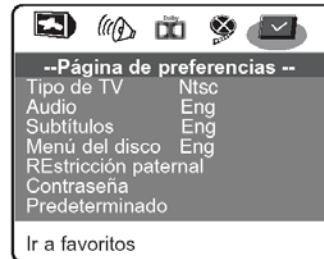 Dolby
--Página de preferencias --
Tipo de TV Ntsc
Audio Eng
Subtítulos Eng
Menú del disco Eng
REstricción paternal
Contraseña
Predeterminado
Ir a favoritos